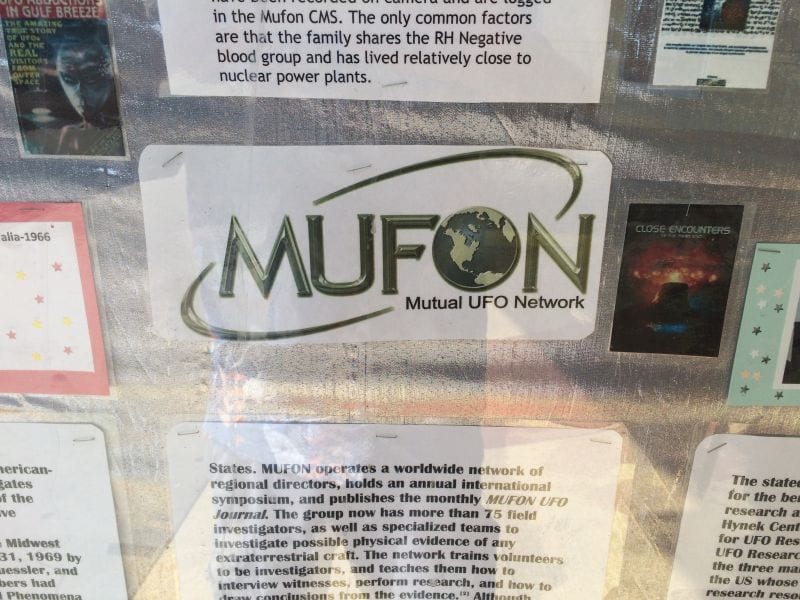 UFO ABDUCTIONS
IN GULF BREEZE
THE AMAZING
TRUE STORY
OF UFOs
AND THE
REAL
VISITORS
FROM
OUTER
SPACE
have been recorded on camera and are logged
in the Mufon CMS. The only common factors
are that the family shares the RH Negative
blood group and has lived relatively close to
nuclear power plants.
MUFON
Mutual UFO Network
CLOSE ENCOUNTERS
OF THE THIRD KIND
alia-1966
merican-
gates
of the
ve
Midwest
31, 1969 by
uessler, and
bers had
Phenomena
States. MUFON operates a worldwide network of
regional directors, holds an annual international
symposium, and publishes the monthly MUFON UFO
Journal. The group now has more than 75 field
investigators, as well as specialized teams to
investigate possible physical evidence of any
extraterrestrial craft. The network trains volunteers
to be investigators, and teaches them how to
interview witnesses, perform research, and how to
draw conclusions from the evidence.[9] Although
The stated
for the ben
research a
Hynek Cent
for UFO Res
UFO Researc
the three ma
the US whose
research reso